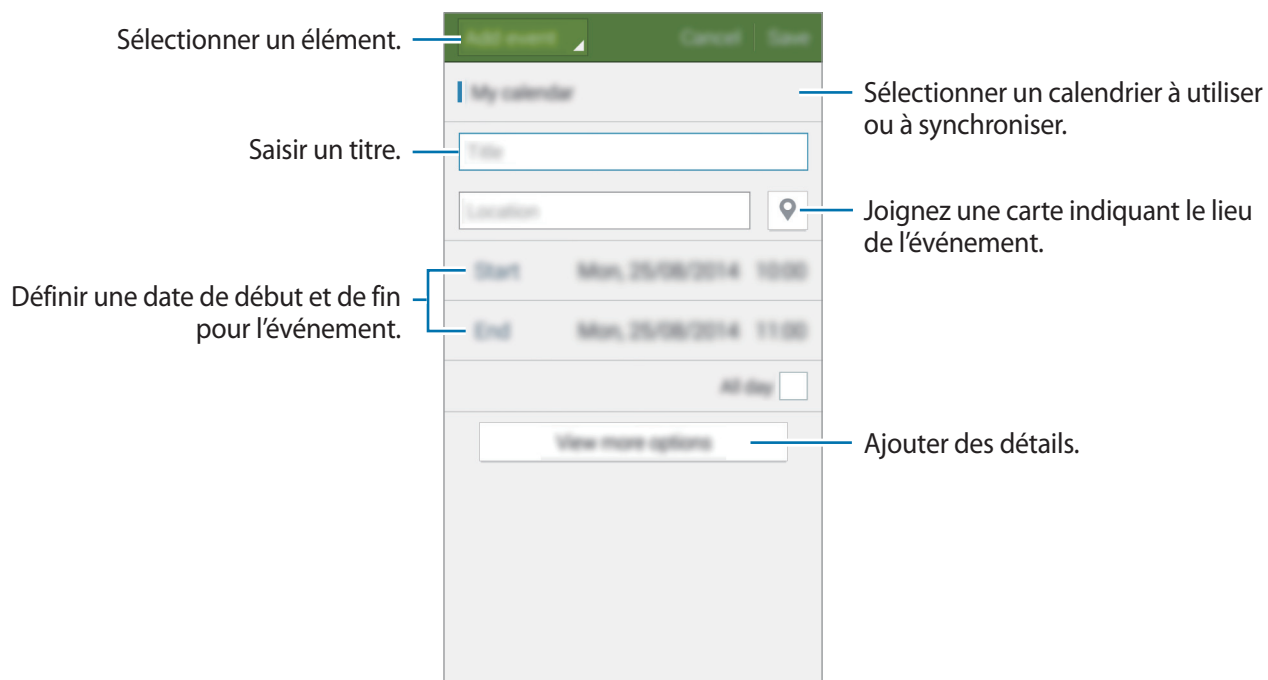 Sélectionner un élément.
Add event
Cancel
Save
My calendar
Sélectionner un calendrier à utiliser
ou à synchroniser.
Saisir un titre.
Title
Location
Joignez une carte indiquant le lieu
de l'événement.
Start Mon, 25/08/2014 10:00
Définir une date de début et de fin
pour l'événement.
End Mon, 25/08/2014 11:00
All day
View more options
Ajouter des détails.